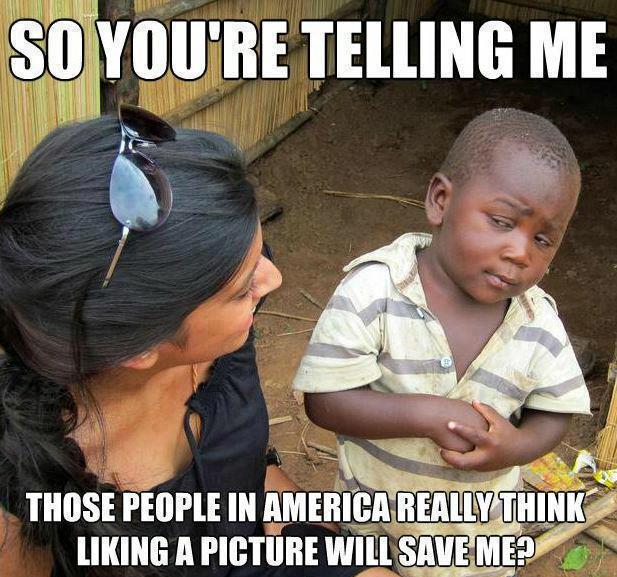 SO YOU'RE TELLING ME
THOSE PEOPLE IN AMERICA REALLY THINK
LIKING A PICTURE WILL SAVE ME?